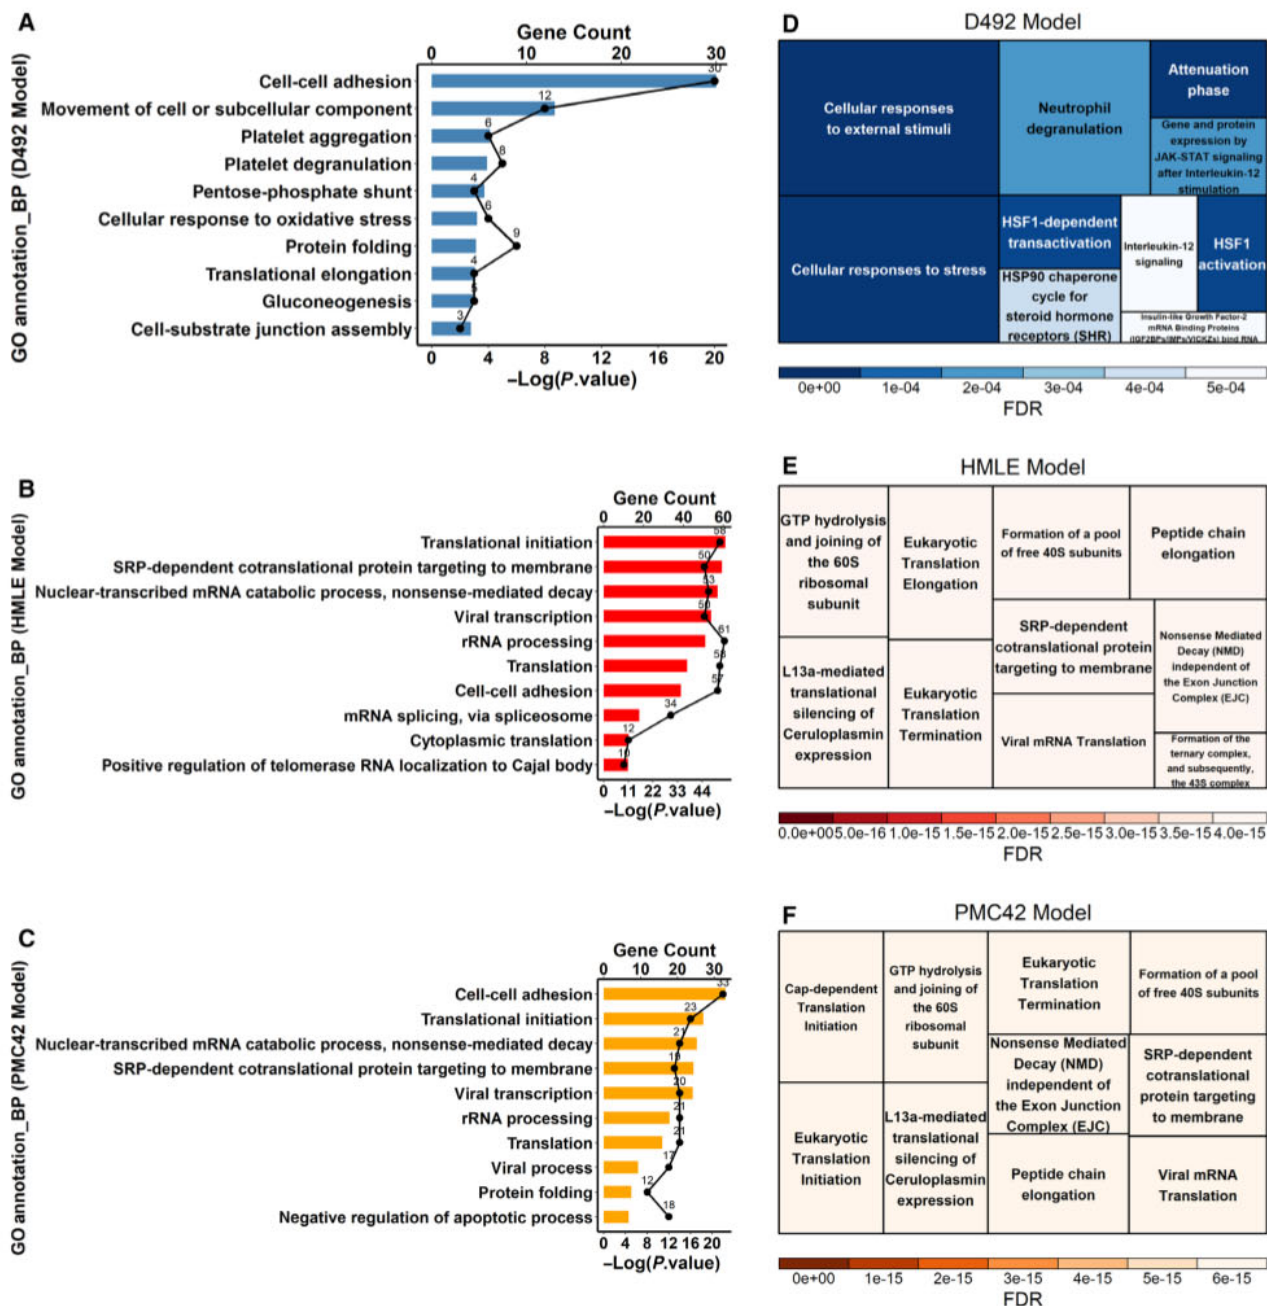 A
GO annotation_BP (D492 Model)
Gene Count
0 10 20 30
Cell-cell adhesion
30
Movement of cell or subcellular component
12
Platelet aggregation
6
Platelet degranulation
8
Pentose-phosphate shunt
4
Cellular response to oxidative stress
6
Protein folding
9
Translational elongation
4
Gluconeogenesis
5
Cell-substrate junction assembly
3
0 4 8 12 16 20
−Log(P.value)
D
D492 Model
Cellular responses
to external stimuli
Cellular responses to stress
Neutrophil
degranulation
Attenuation
phase
Gene and protein
expression by
JAK-STAT signaling
after Interleukin-12
stimulation
HSF1-dependent
transactivation
HSP90 chaperone
cycle for
steroid hormone
receptors (SHR)
Interleukin-12
signaling
HSF1
activation
Insulin-like Growth Factor-2
mRNA Binding Proteins
(IGF2BPs/IMPs/VICKZs) bind RNA
0e+00 1e-04 2e-04 3e-04 4e-04 5e-04
FDR
B
GO annotation_BP (HMLE Model)
Gene Count
0 20 40 60
Translational initiation
58
SRP-dependent cotranslational protein targeting to membrane
50
Nuclear-transcribed mRNA catabolic process, nonsense-mediated decay
53
Viral transcription
50
rRNA processing
61
Translation
58
Cell-cell adhesion
57
mRNA splicing, via spliceosome
34
Cytoplasmic translation
12
Positive regulation of telomerase RNA localization to Cajal body
10
0 11 22 33 44
−Log(P.value)
E
HMLE Model
GTP hydrolysis
and joining of
the 60S
ribosomal
subunit
L13a-mediated
translational
silencing of
Ceruloplasmin
expression
Eukaryotic
Translation
Elongation
Eukaryotic
Translation
Termination
Formation of a pool
of free 40S subunits
Peptide chain
elongation
SRP-dependent
cotranslational protein
targeting to membrane
Viral mRNA Translation
Nonsense Mediated
Decay (NMD)
independent of
the Exon Junction
Complex (EJC)
Formation of the
ternary complex,
and subsequently,
the 43S complex
0.0e+00 5.0e-16 1.0e-15 1.5e-15 2.0e-15 2.5e-15 3.0e-15 3.5e-15 4.0e-15
FDR
C
GO annotation_BP (PMC42 Model)
Gene Count
0 10 20 30
Cell-cell adhesion
33
Translational initiation
23
Nuclear-transcribed mRNA catabolic process, nonsense-mediated decay
21
SRP-dependent cotranslational protein targeting to membrane
19
Viral transcription
20
rRNA processing
21
Translation
21
Viral process
17
Protein folding
12
Negative regulation of apoptotic process
18
0 4 8 12 16 20
−Log(P.value)
F
PMC42 Model
Cap-dependent
Translation
Initiation
Eukaryotic
Translation
Initiation
GTP hydrolysis
and joining of
the 60S
ribosomal
subunit
L13a-mediated
translational
silencing of
Ceruloplasmin
expression
Eukaryotic
Translation
Termination
Formation of a pool
of free 40S subunits
Nonsense Mediated
Decay (NMD)
independent of
the Exon Junction
Complex (EJC)
SRP-dependent
cotranslational
protein targeting
to membrane
Peptide chain
elongation
Viral mRNA
Translation
0e+00 1e-15 2e-15 3e-15 4e-15 5e-15 6e-15
FDR